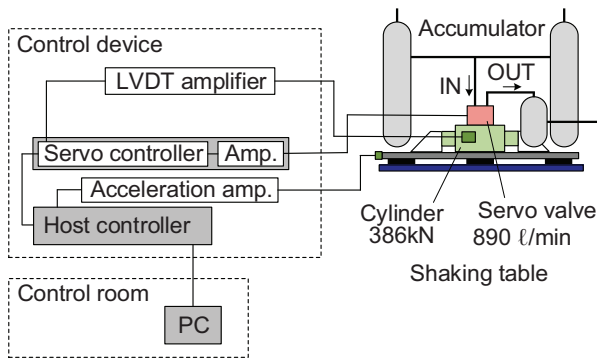 Control device
LVDT amplifier
Servo controller
Amp.
Acceleration amp.
Host controller
Control room
PC
Accumulator
IN
OUT
Cylinder
386kN
Servo valve
890 ℓ/min
Shaking table